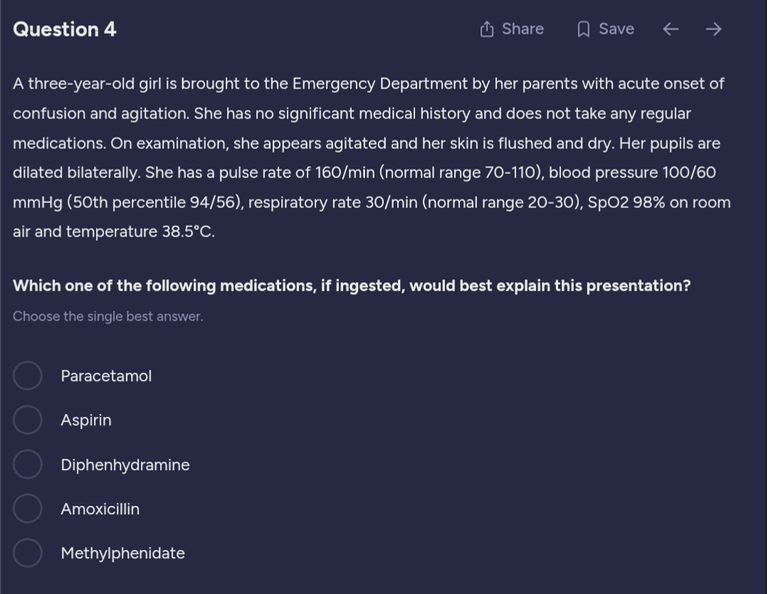 Question 4
Share
Save
A three-year-old girl is brought to the Emergency Department by her parents with acute onset of
confusion and agitation. She has no significant medical history and does not take any regular
medications. On examination, she appears agitated and her skin is flushed and dry. Her pupils are
dilated bilaterally. She has a pulse rate of 160/min (normal range 70-110), blood pressure 100/60
mmHg (50th percentile 94/56), respiratory rate 30/min (normal range 20-30), SpO2 98% on room
air and temperature 38.5°C.
Which one of the following medications, if ingested, would best explain this presentation?
Choose the single best answer.
Paracetamol
Aspirin
Diphenhydramine
Amoxicillin
Methylphenidate